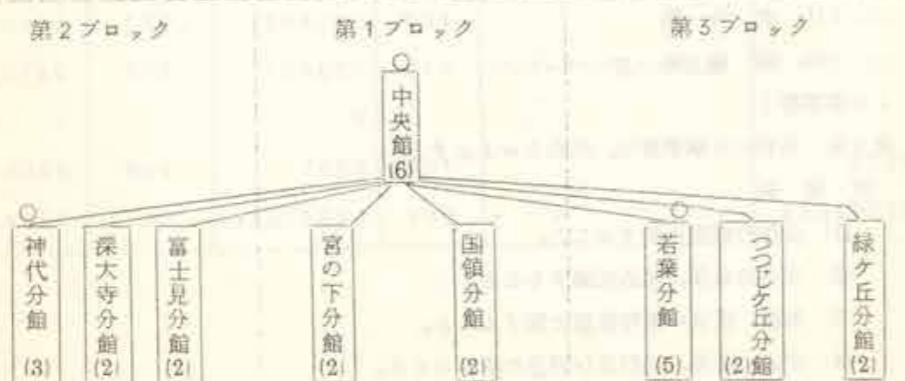 第2ブロック
第1ブロック
第3ブロック
中央館(6)
神代分館(3)
深大寺分館(2)
富士見分館(2)
宮の下分館(2)
国領分館(2)
若葉分館(5)
つつじケ丘分館(2)
緑ケ丘分館(2)